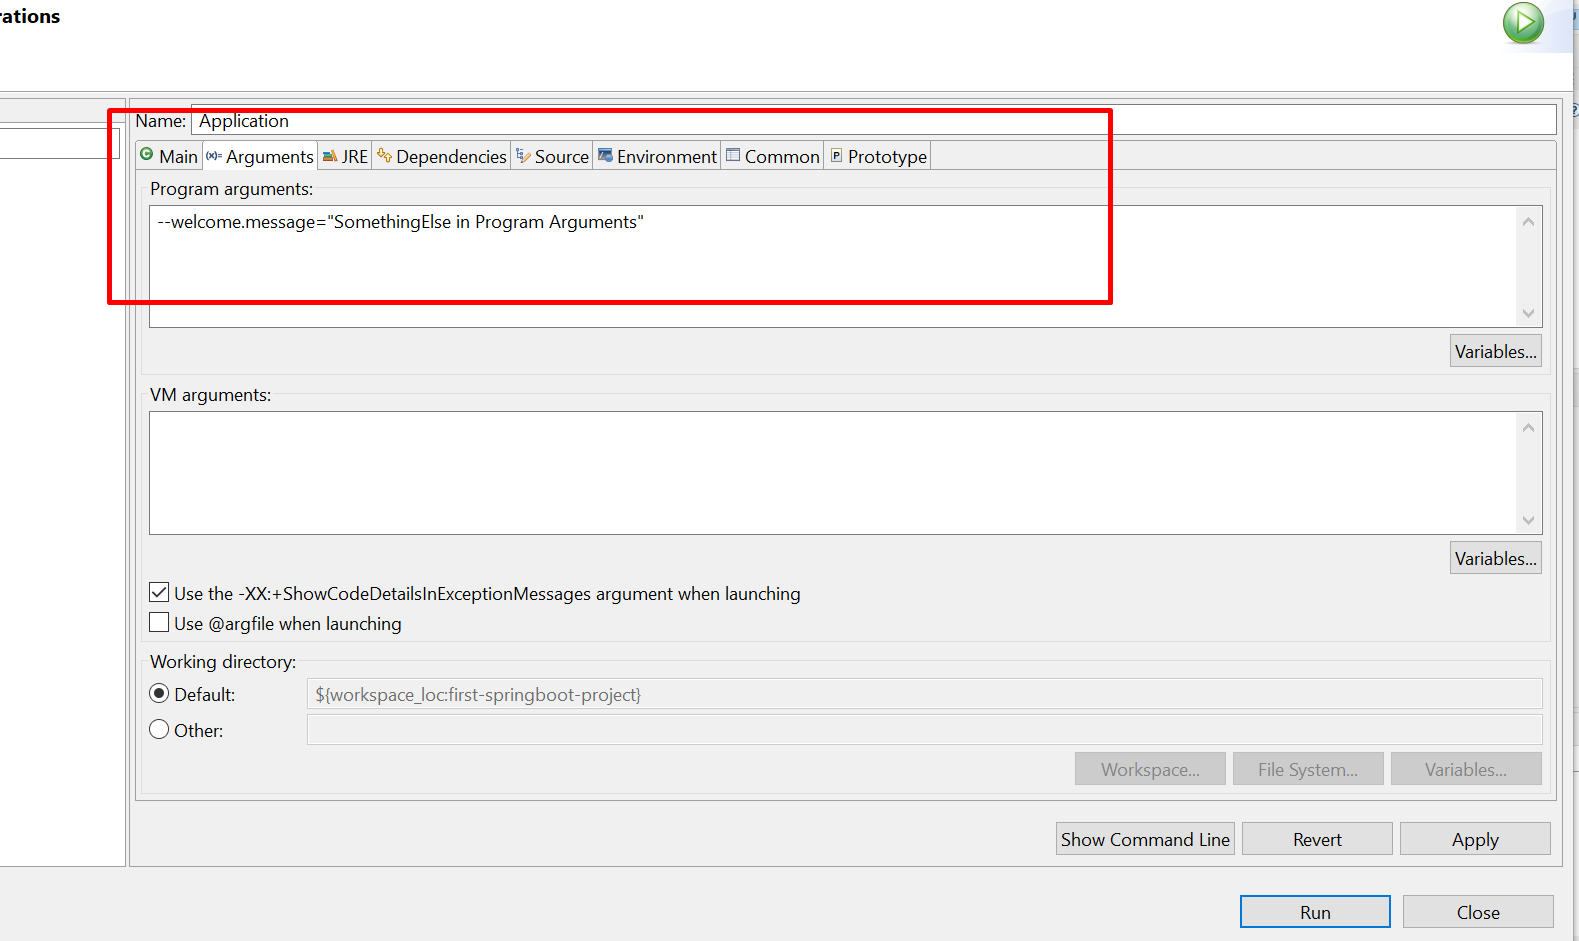 rations
Name: Application
Main (x)= Arguments JRE Dependencies Source Environment Common P Prototype
Program arguments:
--welcome.message="SomethingElse in Program Arguments"
Variables...
VM arguments:
Variables...
Use the -XX:+ShowCodeDetailsInExceptionMessages argument when launching
Use @argfile when launching
Working directory:
Default: ${workspace_loc:first-springboot-project}
Other:
Workspace... File System... Variables...
Show Command Line Revert Apply
Run Close